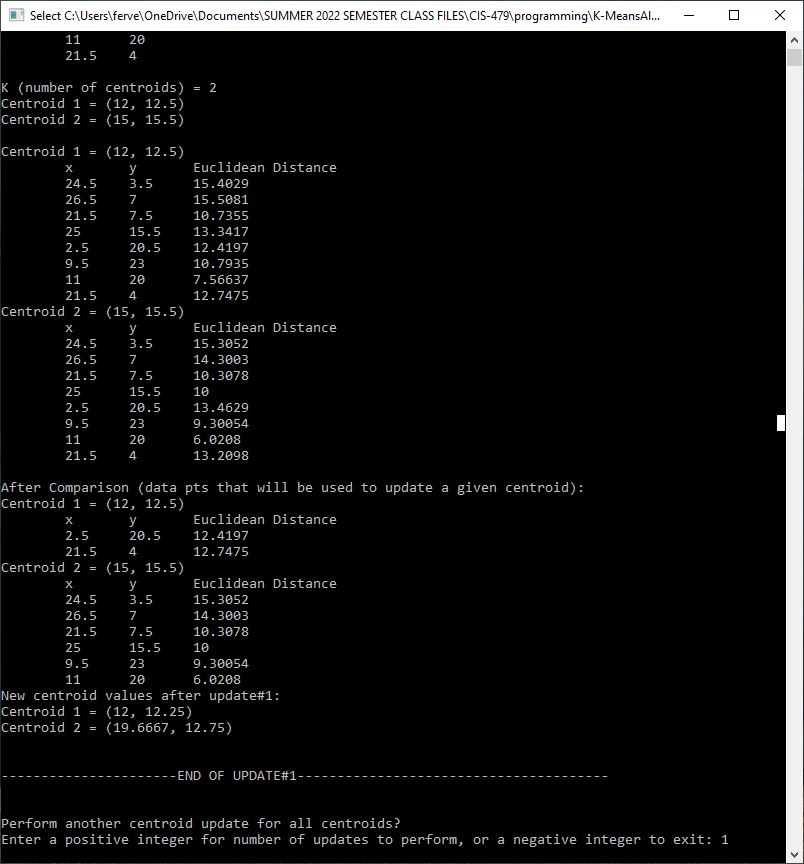 Select C:\Users\ferve\OneDrive\Documents\SUMMER 2022 SEMESTER CLASS FILES\CIS-479\programming\K-MeansAl...
11 20
21.5 4
K (number of centroids) = 2
Centroid 1 = (12, 12.5)
Centroid 2 = (15, 15.5)
Centroid 1 = (12, 12.5)
x y Euclidean Distance
24.5 3.5 15.4029
26.5 7 15.5081
21.5 7.5 10.7355
25 15.5 13.3417
2.5 20.5 12.4197
9.5 23 10.7935
11 20 7.56637
21.5 4 12.7475
Centroid 2 = (15, 15.5)
x y Euclidean Distance
24.5 3.5 15.3052
26.5 7 14.3003
21.5 7.5 10.3078
25 15.5 10
2.5 20.5 13.4629
9.5 23 9.30054
11 20 6.0208
21.5 4 13.2098
After Comparison (data pts that will be used to update a given centroid):
Centroid 1 = (12, 12.5)
x y Euclidean Distance
2.5 20.5 12.4197
21.5 4 12.7475
Centroid 2 = (15, 15.5)
x y Euclidean Distance
24.5 3.5 15.3052
26.5 7 14.3003
21.5 7.5 10.3078
25 15.5 10
9.5 23 9.30054
11 20 6.0208
New centroid values after update#1:
Centroid 1 = (12, 12.25)
Centroid 2 = (19.6667, 12.75)
----------------------END OF UPDATE#1---------------------------------------
Perform another centroid update for all centroids?
Enter a positive integer for number of updates to perform, or a negative integer to exit: 1